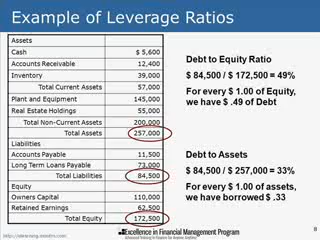 Example of Leverage Ratios
Assets
Cash $ 5,600
Accounts Receivable 12,400
Inventory 39,000
Total Current Assets 57,000
Plant and Equipment 145,000
Real Estate Holdings 55,000
Total Non-Current Assets 200,000
Total Assets 257,000
Liabilities
Accounts Payable 11,500
Long Term Loans Payable 73,000
Total Liabilities 84,500
Equity
Owners Capital 110,000
Retained Earnings 62,500
Total Equity 172,500
Debt to Equity Ratio
$ 84,500 / $ 172,500 = 49%
For every $ 1.00 of Equity,
we have $ .49 of Debt
Debt to Assets
$ 84,500 / $ 257,000 = 33%
For every $ 1.00 of assets,
we have borrowed $ .33
8
Excellence in Financial Management Program